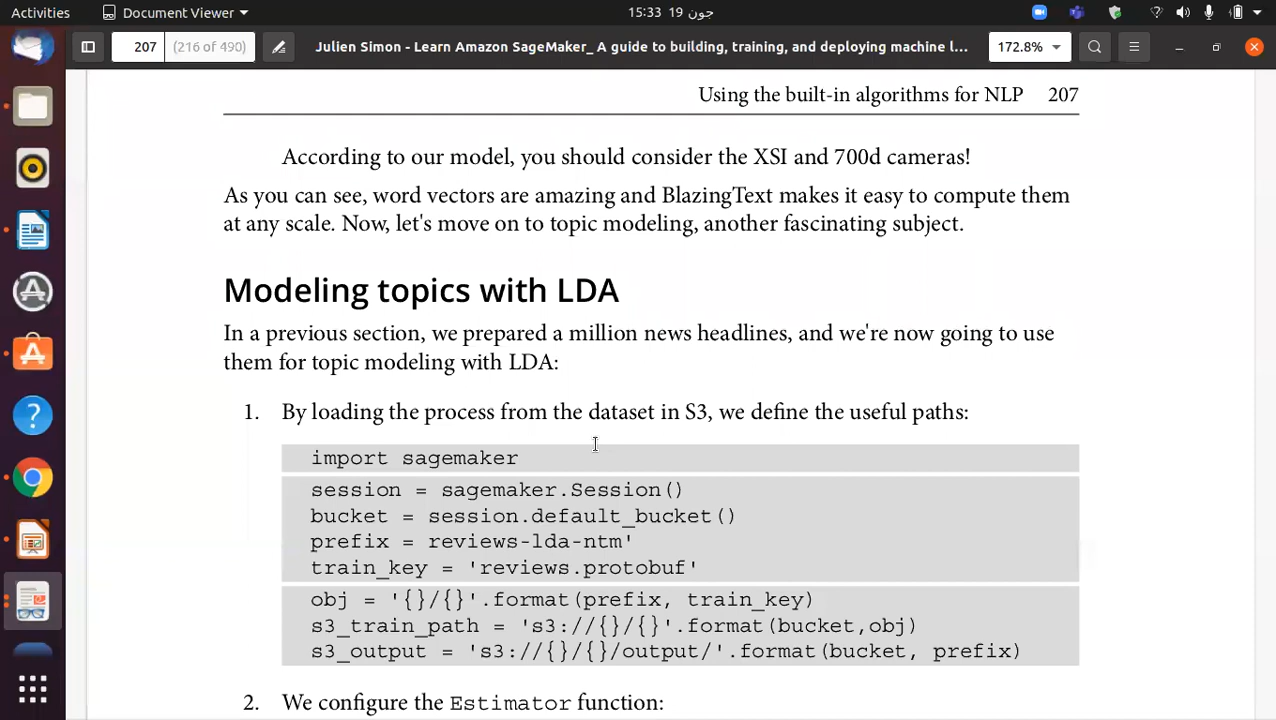 Activities
Document Viewer
15:33 19 جون
207
(216 of 490)
Julien Simon - Learn Amazon SageMaker_ A guide to building, training, and deploying machine l...
172.8%
Using the built-in algorithms for NLP 207
According to our model, you should consider the XSI and 700d cameras!
As you can see, word vectors are amazing and BlazingText makes it easy to compute them
at any scale. Now, let's move on to topic modeling, another fascinating subject.
Modeling topics with LDA
In a previous section, we prepared a million news headlines, and we're now going to use
them for topic modeling with LDA:
1. By loading the process from the dataset in S3, we define the useful paths:
import sagemaker
session = sagemaker.Session()
bucket = session.default_bucket()
prefix = reviews-lda-ntm'
train_key = 'reviews.protobuf'
obj = '{}/{}'.format(prefix, train_key)
s3_train_path = 's3://{}/{}'.format(bucket,obj)
s3_output = 's3://{}/{}/output/'.format(bucket, prefix)
2. We configure the Estimator function: